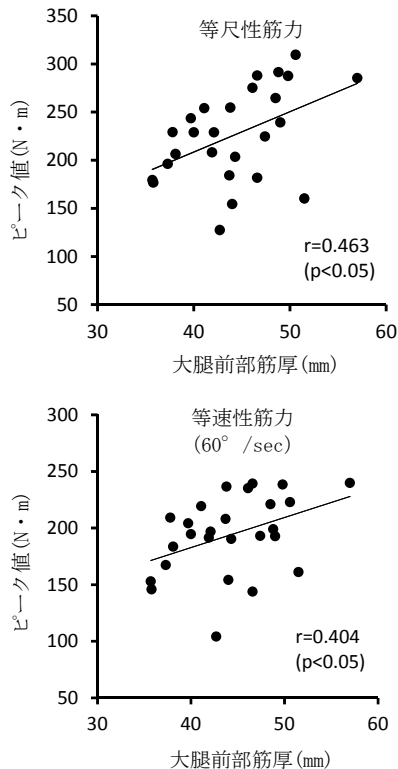 等尺性筋力
350
300
250
200
150
100
50
ピーク値(N・m)
r=0.463
(p<0.05)
30 40 50 60
大腿前部筋厚(mm)
等速性筋力
(60°/sec)
300
250
200
150
100
50
ピーク値(N・m)
r=0.404
(p<0.05)
30 40 50 60
大腿前部筋厚(mm)